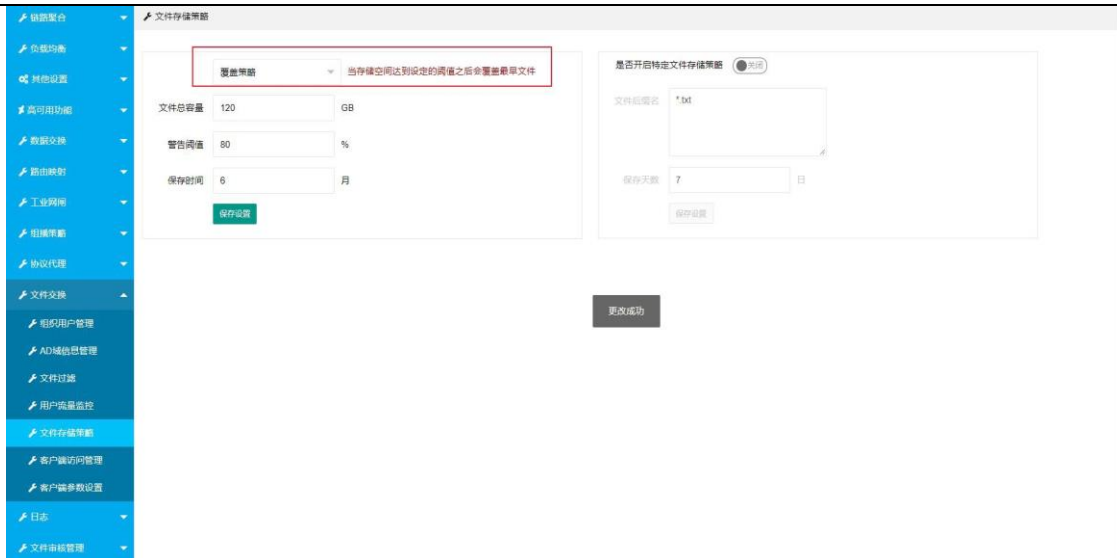 链路聚合
负载均衡
其他设置
高可用功能
数据交换
路由映射
工业网闸
组播策略
协议代理
文件交换
组织用户管理
AD域信息管理
文件过滤
用户流量监控
文件存储策略
客户端访问管理
客户端参数设置
日志
文件审核管理
文件存储策略
覆盖策略 当存储空间达到设定的阈值之后会覆盖最早文件
文件总容量 120 GB
警告阈值 80 %
保存时间 6 月
保存设置
是否开启特定文件存储策略 关闭
文件后缀名 *.txt
保存天数 7 日
保存设置
更改成功